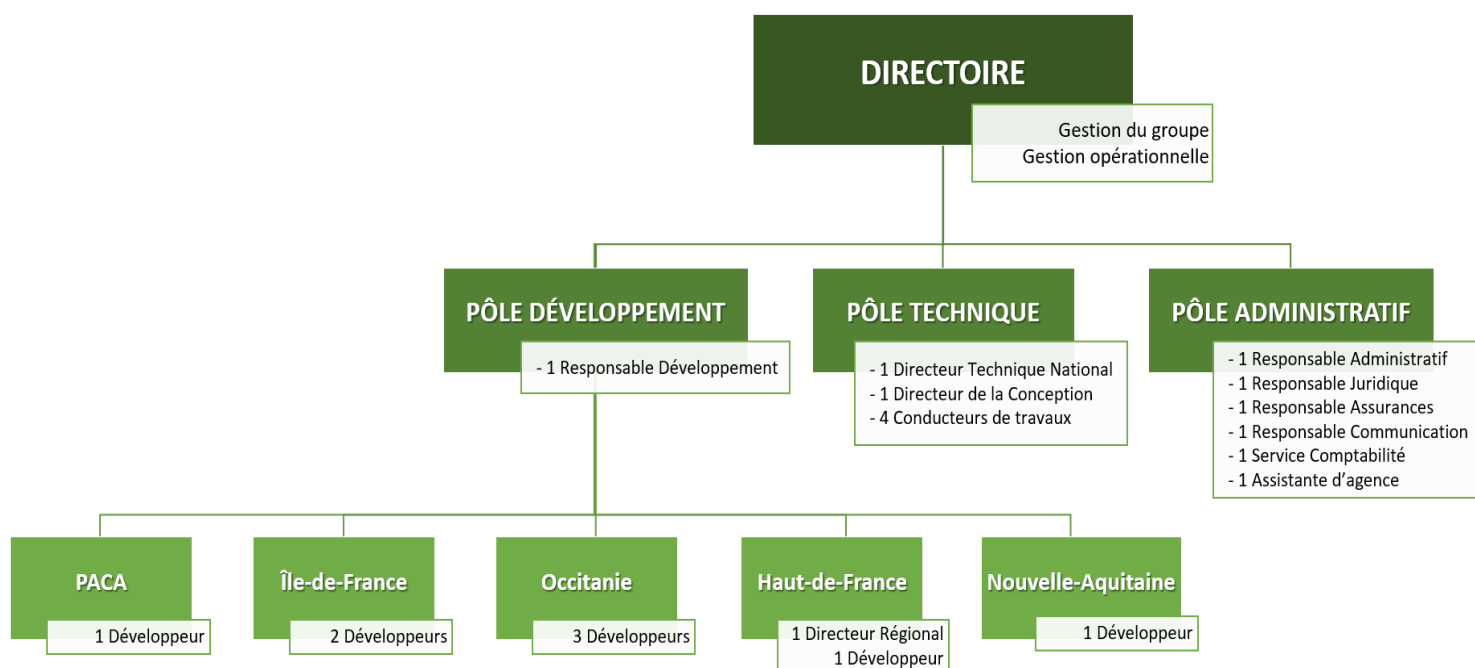 DIRECTOIRE
Gestion du groupe
Gestion opérationnelle
PÔLE DÉVELOPPEMENT
- 1 Responsable Développement
PÔLE TECHNIQUE
- 1 Directeur Technique National
- 1 Directeur de la Conception
- 4 Conducteurs de travaux
PÔLE ADMINISTRATIF
- 1 Responsable Administratif
- 1 Responsable Juridique
- 1 Responsable Assurances
- 1 Responsable Communication
- 1 Service Comptabilité
- 1 Assistante d’agence
PACA
1 Développeur
Île-de-France
2 Développeurs
Occitanie
3 Développeurs
Haut-de-France
1 Directeur Régional
1 Développeur
Nouvelle-Aquitaine
1 Développeur